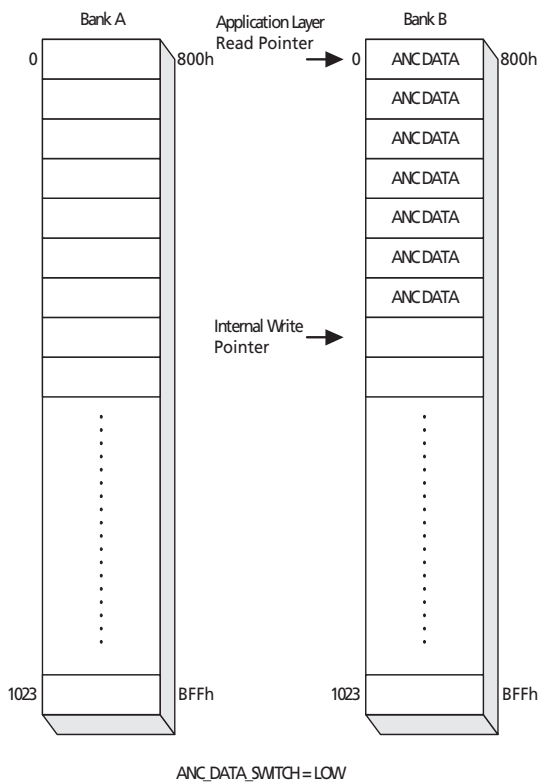 Bank A
Application Layer
Read Pointer
Bank B
0
800h
0
ANC DATA
800h
ANC DATA
ANC DATA
ANC DATA
ANC DATA
ANC DATA
ANC DATA
Internal Write
Pointer
1023
BFFh
1023
BFFh
ANC_DATA_SWITCH = LOW